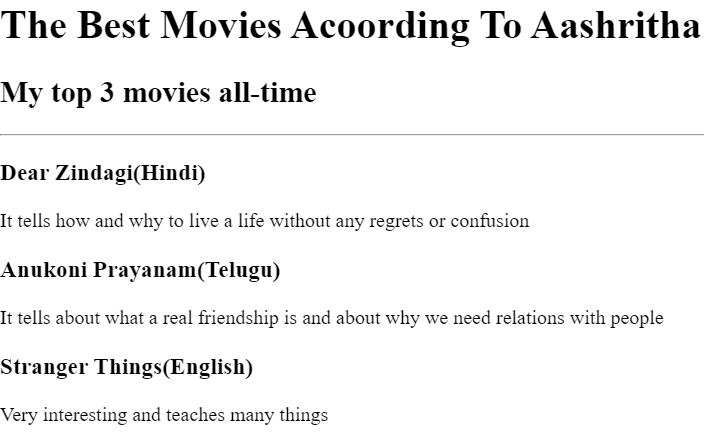 The Best Movies Acoording To Aashritha
My top 3 movies all-time
Dear Zindagi(Hindi)
It tells how and why to live a life without any regrets or confusion
Anukoni Prayanam(Telugu)
It tells about what a real friendship is and about why we need relations with people
Stranger Things(English)
Very interesting and teaches many things